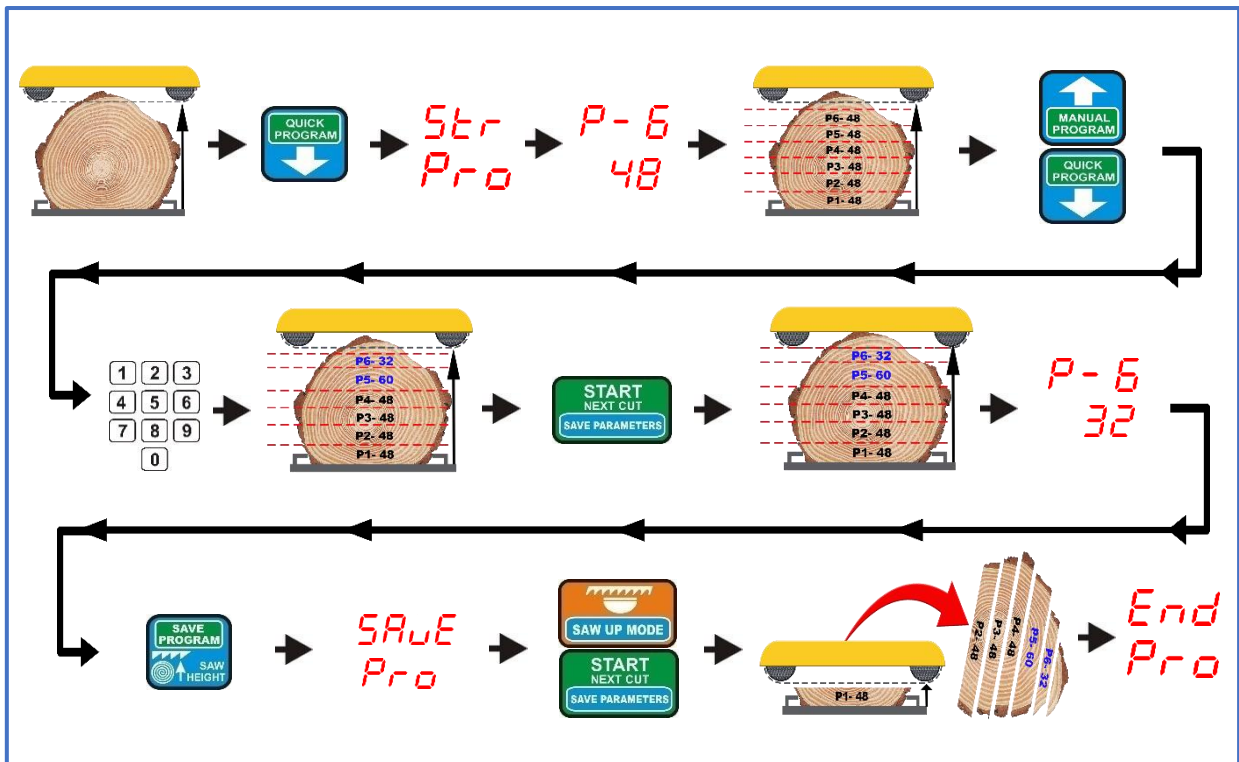 QUICK
PROGRAM
Str
Pro
P-6
48
P6- 48
P5- 48
P4- 48
P3- 48
P2- 48
P1- 48
MANUAL
PROGRAM
QUICK
PROGRAM
1 2 3
4 5 6
7 8 9
0
P6- 32
P5- 60
P4- 48
P3- 48
P2- 48
P1- 48
START
NEXT CUT
SAVE PARAMETERS
P6- 32
P5- 60
P4- 48
P3- 48
P2- 48
P1- 48
P-6
32
SAVE
PROGRAM
SAW
HEIGHT
SAvE
Pro
SAW UP MODE
START
NEXT CUT
SAVE PARAMETERS
P1- 48
P2- 48
P3- 48
P4- 48
P5- 60
P6- 32
End
Pro